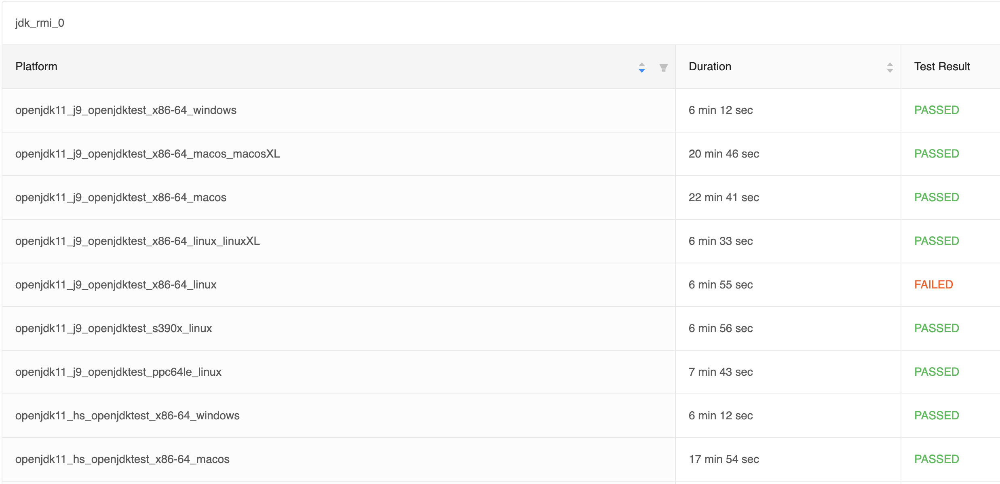 jdk_rmi_0
Platform Duration Test Result
openjdk11_j9_openjdktest_x86-64_windows 6 min 12 sec PASSED
openjdk11_j9_openjdktest_x86-64_macos_macosXL 20 min 46 sec PASSED
openjdk11_j9_openjdktest_x86-64_macos 22 min 41 sec PASSED
openjdk11_j9_openjdktest_x86-64_linux_linuxXL 6 min 33 sec PASSED
openjdk11_j9_openjdktest_x86-64_linux 6 min 55 sec FAILED
openjdk11_j9_openjdktest_s390x_linux 6 min 56 sec PASSED
openjdk11_j9_openjdktest_ppc64le_linux 7 min 43 sec PASSED
openjdk11_hs_openjdktest_x86-64_windows 6 min 12 sec PASSED
openjdk11_hs_openjdktest_x86-64_macos 17 min 54 sec PASSED